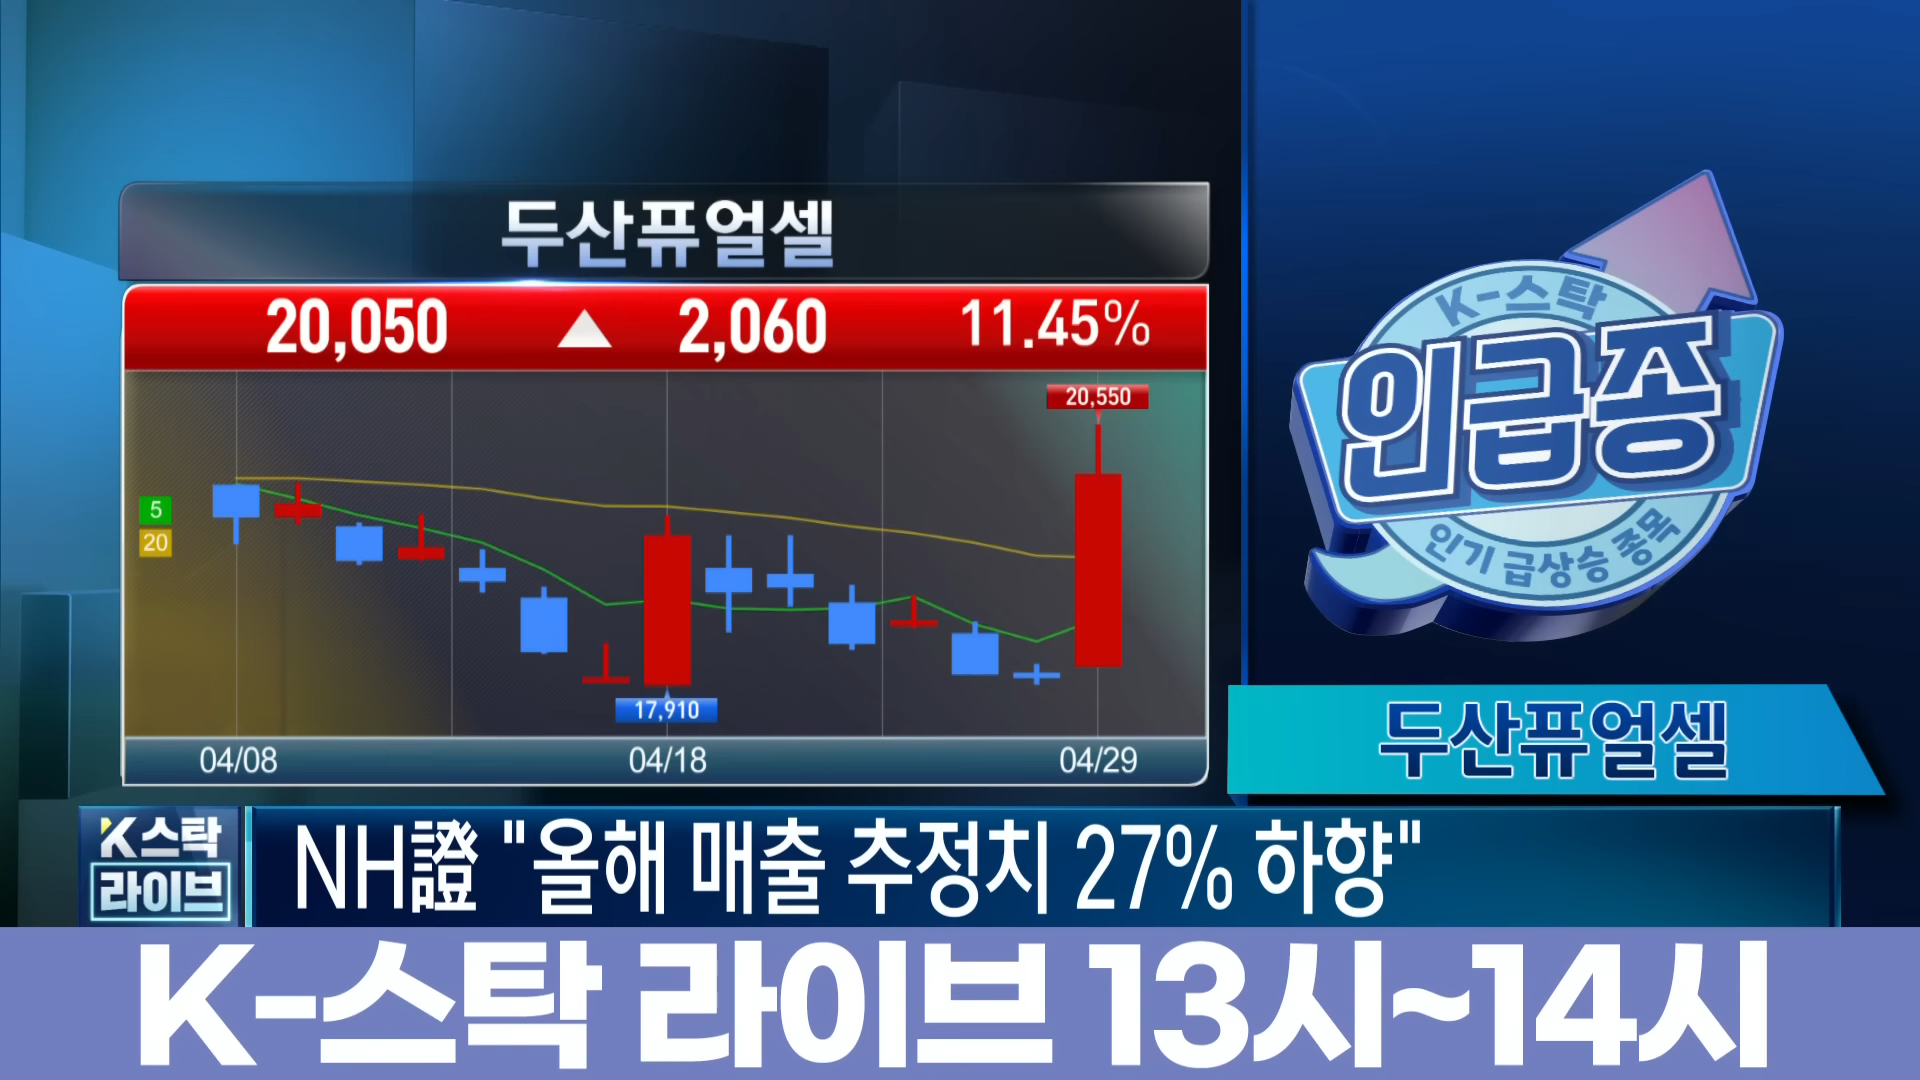 두산퓨얼셀
20,050 ▲ 2,060 11.45%
20,550
5
20
17,910
04/08 04/18 04/29
K-스탁
인급종
인기 급상승 종목
두산퓨얼셀
K스탁
라이브
NH證 "올해 매출 추정치 27% 하향"
K-스탁 라이브 13시~14시